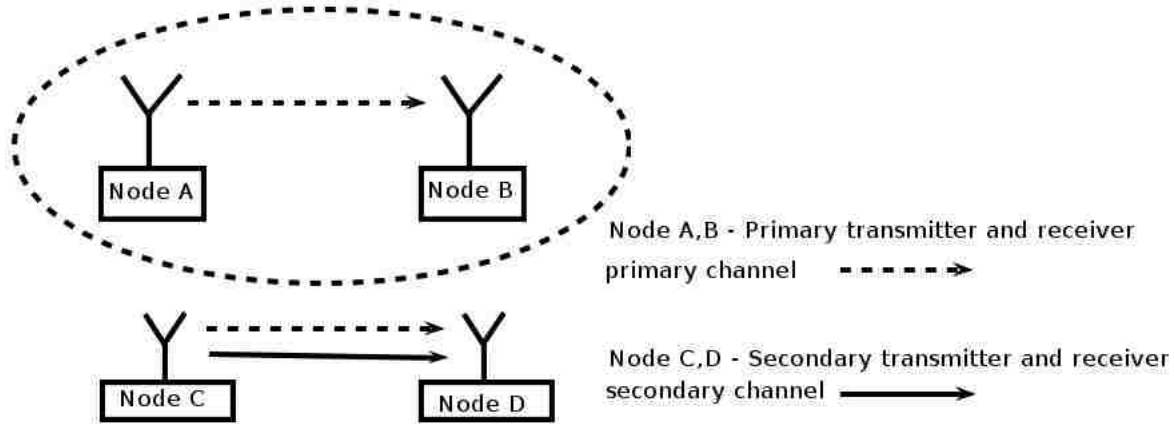 Node A
Node B
Node A,B - Primary transmitter and receiver
primary channel
Node C
Node D
Node C,D - Secondary transmitter and receiver
secondary channel